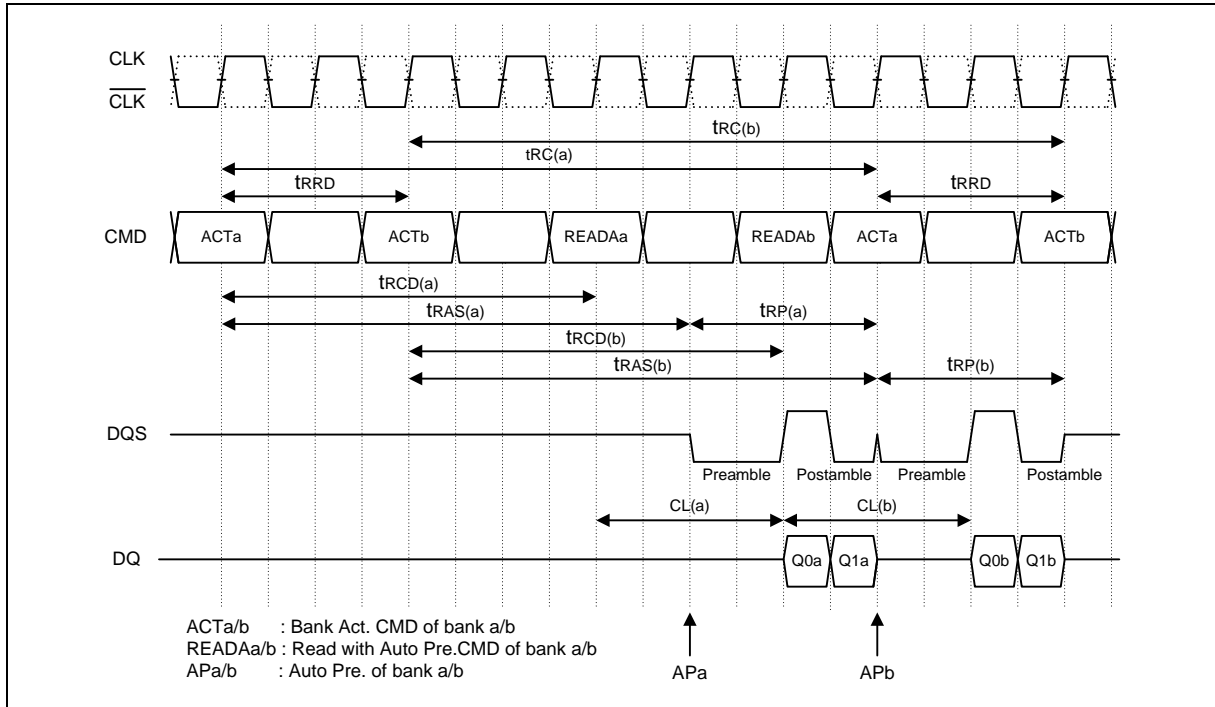 CLK
CLK
tRC(b)
tRC(a)
tRRD tRRD
CMD ACTa ACTb READAa READAb ACTa ACTb
tRCD(a)
tRAS(a) tRP(a)
tRCD(b)
tRAS(b) tRP(b)
DQS
Preamble Postamble Preamble Postamble
CL(a) CL(b)
DQ Q0a Q1a Q0b Q1b
ACTa/b : Bank Act. CMD of bank a/b
READAa/b : Read with Auto Pre.CMD of bank a/b
APa/b : Auto Pre. of bank a/b
APa APb